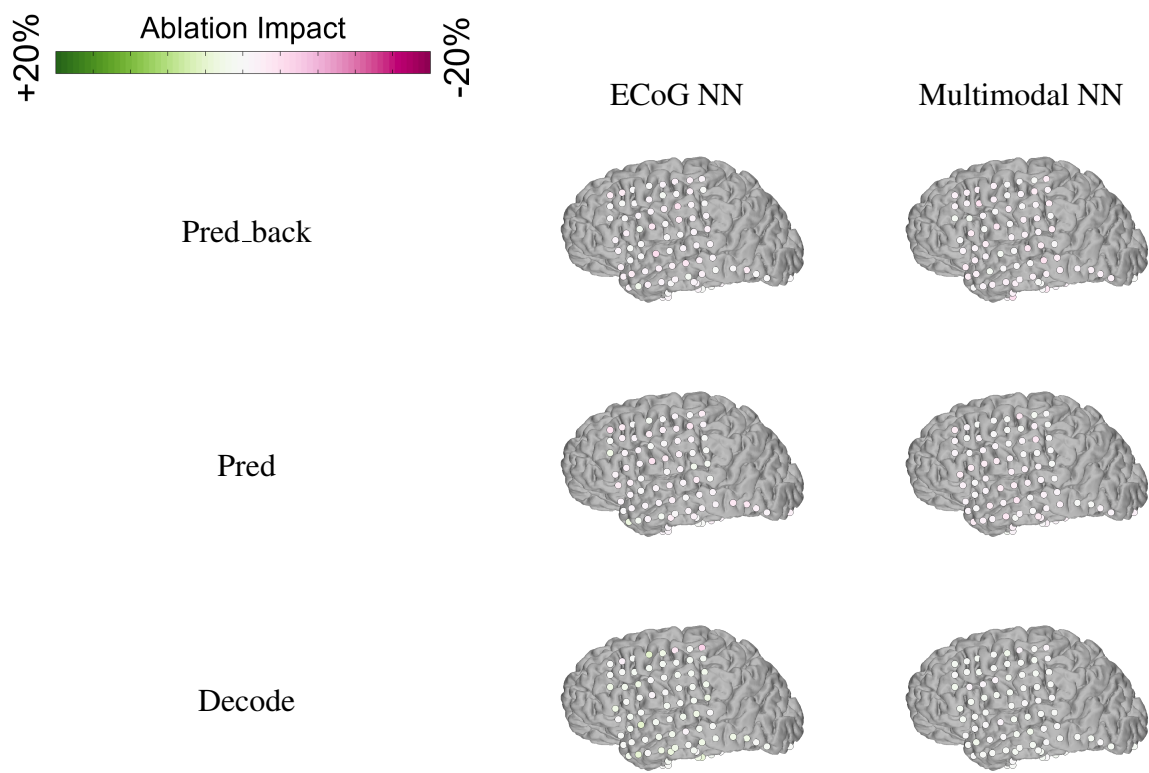 Ablation Impact
+20%
-20%
ECoG NN
Multimodal NN
Pred_back
Pred
Decode